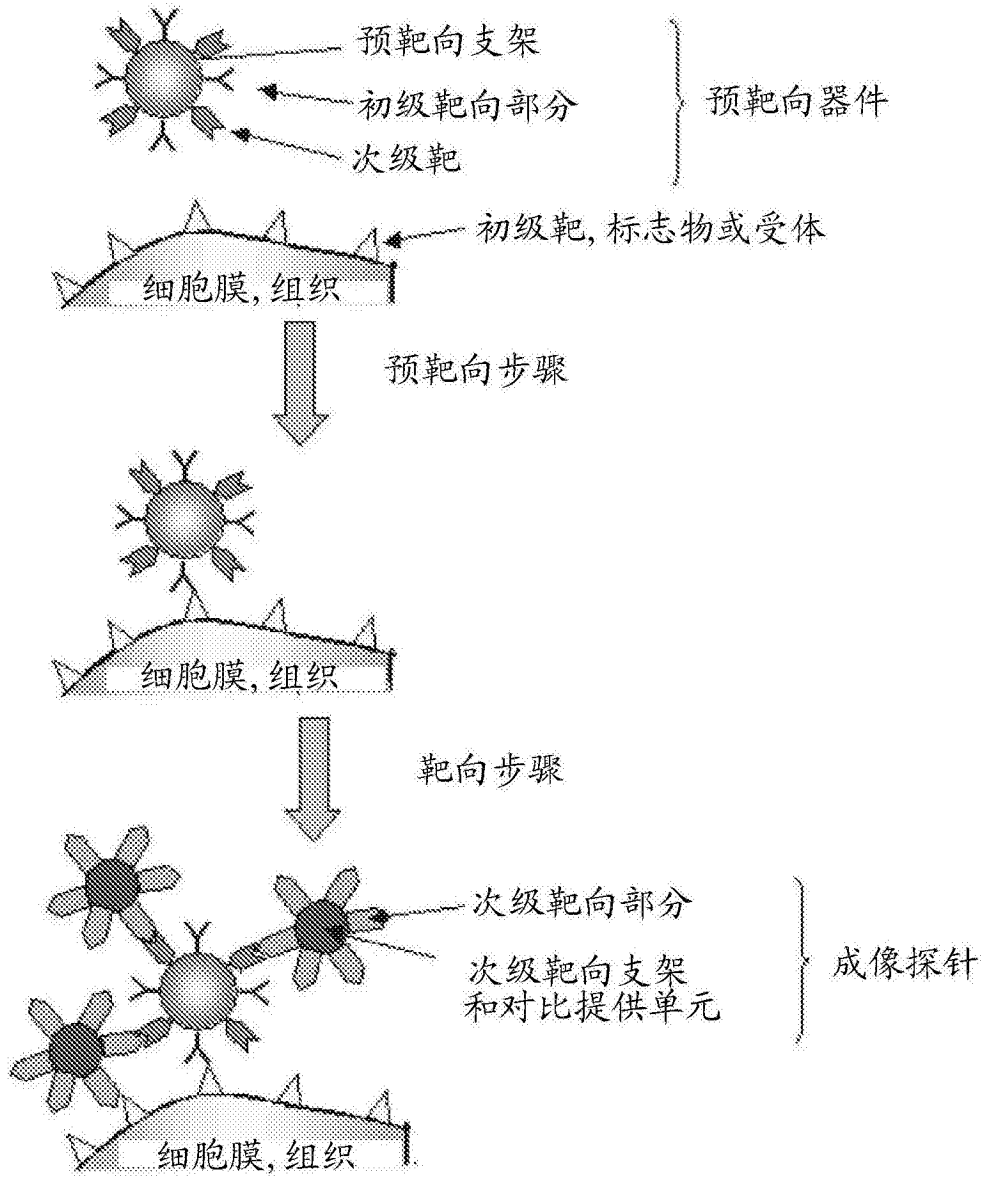 预靶向支架
初级靶向部分
次级靶
预靶向器件
初级靶,标志物或受体
细胞膜,组织
预靶向步骤
细胞膜,组织
靶向步骤
次级靶向部分
次级靶向支架
和对比提供单元
成像探针
细胞膜,组织